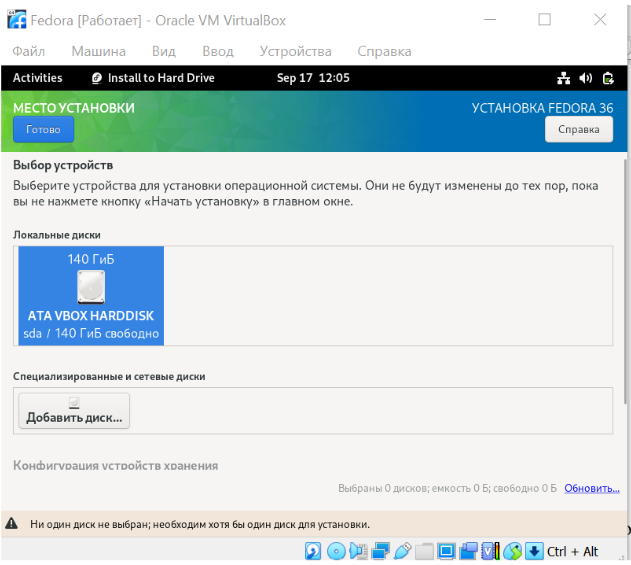 Fedora [Работает] - Oracle VM VirtualBox
Файл Машина Вид Ввод Устройства Справка
Activities Install to Hard Drive Sep 17 12:05
МЕСТО УСТАНОВКИ УСТАНОВКА FEDORA 36
Готово Справка
Выбор устройств
Выберите устройства для установки операционной системы. Они не будут изменены до тех пор, пока
вы не нажмете кнопку «Начать установку» в главном окне.
Локальные диски
140 ГиБ
ATA VBOX HARDDISK
sda / 140 ГиБ свободно
Специализированные и сетевые диски
Добавить диск...
Конфигурация устройств хранения
Выбраны 0 дисков; емкость 0 Б; свободно 0 Б Обновить...
Ни один диск не выбран; необходим хотя бы один диск для установки.
Ctrl + Alt